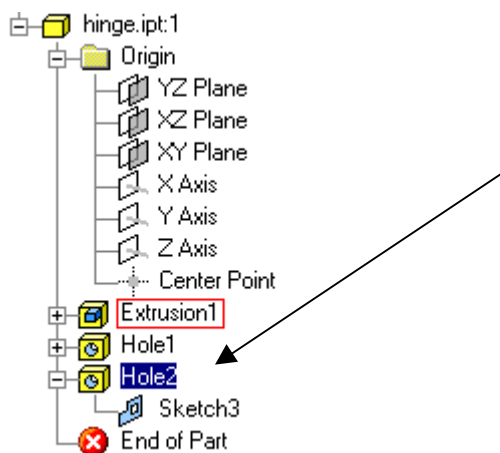 hinge.ipt:1
Origin
YZ Plane
XZ Plane
XY Plane
X Axis
Y Axis
Z Axis
Center Point
Extrusion1
Hole1
Hole2
Sketch3
End of Part